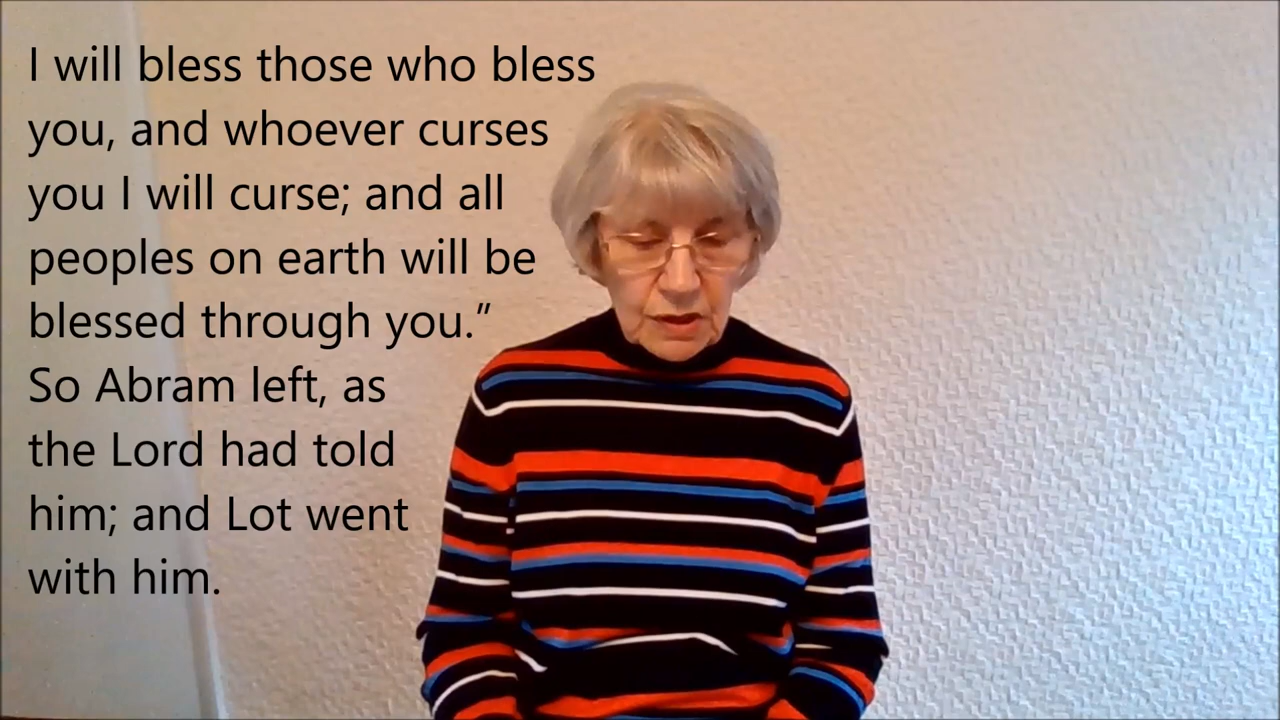 I will bless those who bless
you, and whoever curses
you I will curse; and all
peoples on earth will be
blessed through you.”
So Abram left, as
the Lord had told
him; and Lot went
with him.